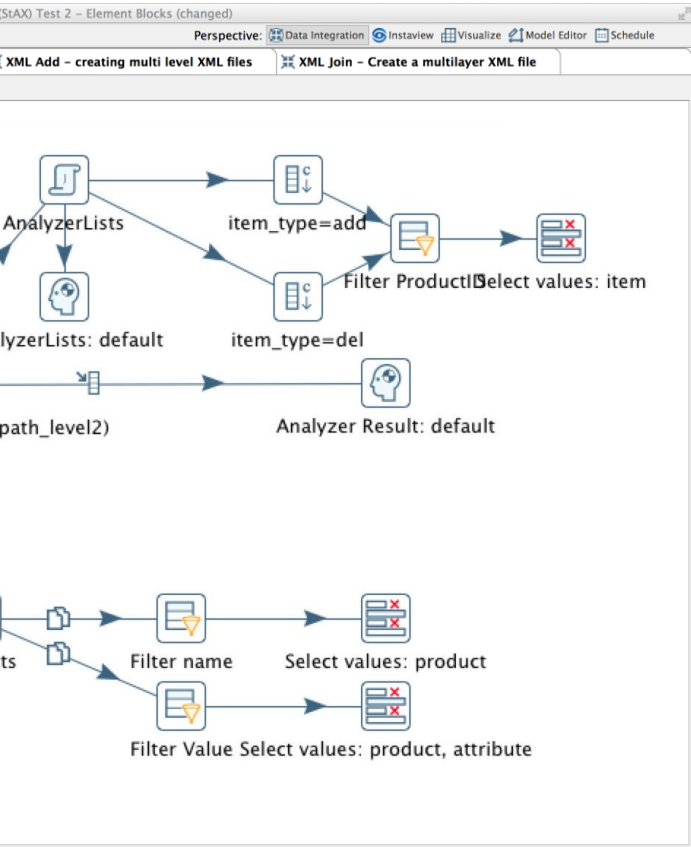 (StAX) Test 2 – Element Blocks (changed)
Perspective: Data Integration Instaview Visualize Model Editor Schedule
XML Add – creating multi level XML files XML Join – Create a multilayer XML file
AnalyzerLists item_type=add
Filter ProductID Select values: item
lyzerLists: default item_type=del
path_level2) Analyzer Result: default
ts Filter name Select values: product
Filter Value Select values: product, attribute